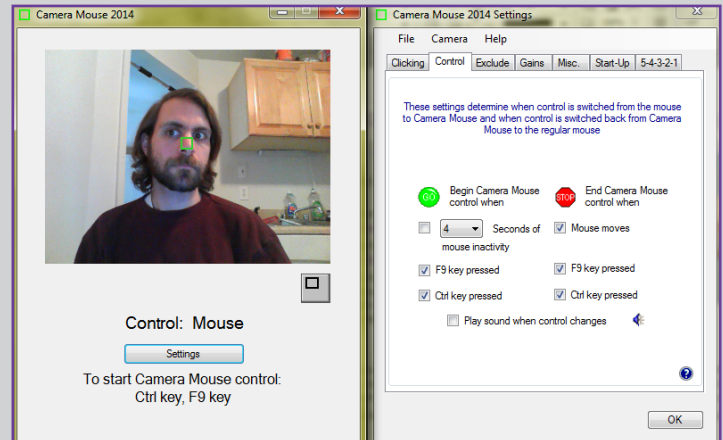 Camera Mouse 2014
Control: Mouse
Settings
To start Camera Mouse control:
Ctrl key, F9 key
Camera Mouse 2014 Settings
File Camera Help
Clicking Control Exclude Gains Misc. Start-Up 5-4-3-2-1
These settings determine when control is switched from the mouse
to Camera Mouse and when control is switched back from Camera
Mouse to the regular mouse
GO Begin Camera Mouse
control when
STOP End Camera Mouse
control when
4 Seconds of
mouse inactivity
Mouse moves
F9 key pressed F9 key pressed
Ctrl key pressed Ctrl key pressed
Play sound when control changes
?
OK